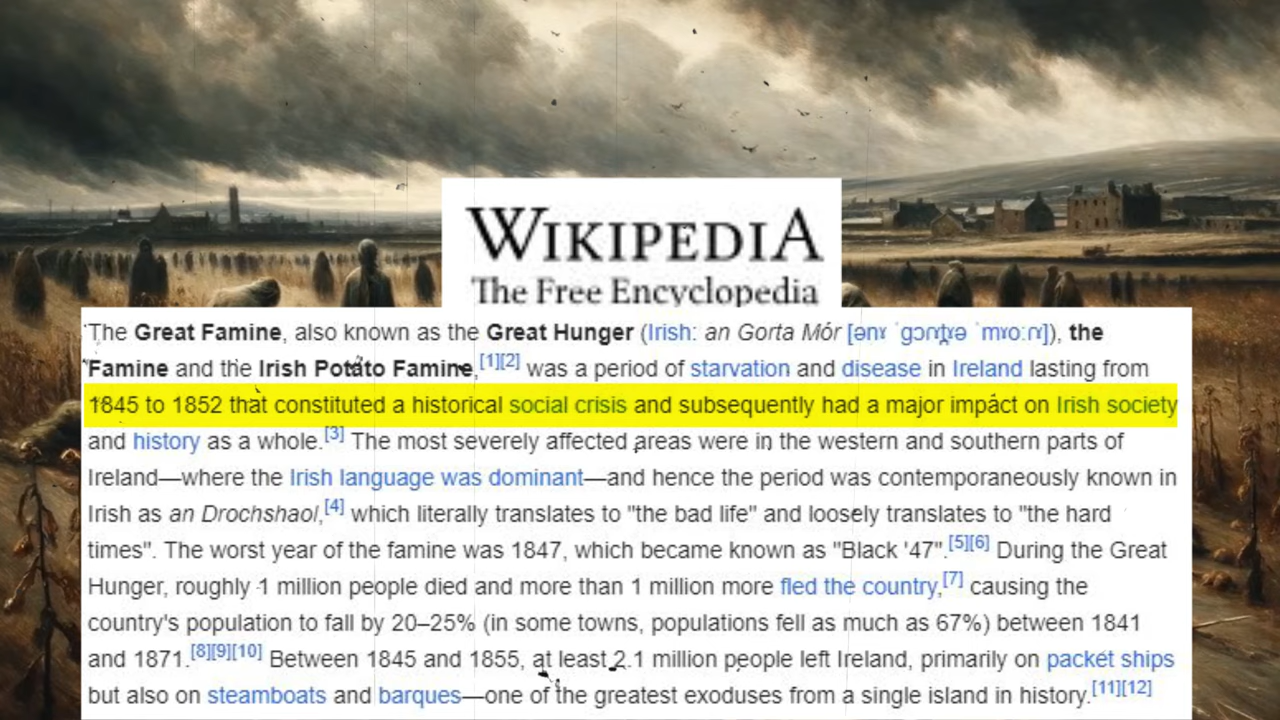 WIKIPEDIA
The Free Encyclopedia
The Great Famine, also known as the Great Hunger (Irish: an Gorta Mór [ənˠ ˈɡɔɾˠt̪ˠə ˈmˠoːɾˠ]), the
Famine and the Irish Potato Famine,[1][2] was a period of starvation and disease in Ireland lasting from
1845 to 1852 that constituted a historical social crisis and subsequently had a major impact on Irish society
and history as a whole.[3] The most severely affected areas were in the western and southern parts of
Ireland—where the Irish language was dominant—and hence the period was contemporaneously known in
Irish as an Drochshaol,[4] which literally translates to "the bad life" and loosely translates to "the hard
times". The worst year of the famine was 1847, which became known as "Black '47".[5][6] During the Great
Hunger, roughly 1 million people died and more than 1 million more fled the country,[7] causing the
country's population to fall by 20–25% (in some towns, populations fell as much as 67%) between 1841
and 1871.[8][9][10] Between 1845 and 1855, at least 2.1 million people left Ireland, primarily on packet ships
but also on steamboats and barques—one of the greatest exoduses from a single island in history.[11][12]